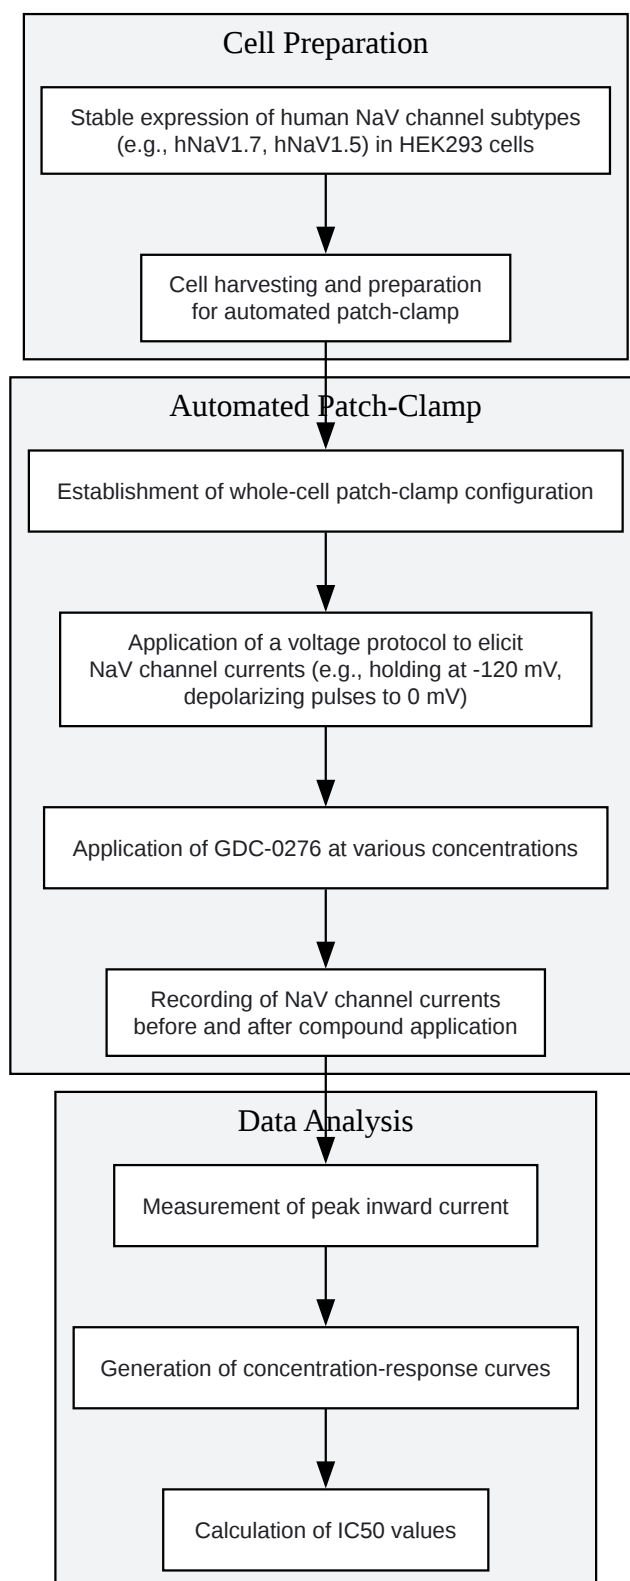 Cell Preparation
Stable expression of human NaV channel subtypes
(e.g., hNaV1.7, hNaV1.5) in HEK293 cells
Cell harvesting and preparation
for automated patch-clamp
Automated Patch-Clamp
Establishment of whole-cell patch-clamp configuration
Application of a voltage protocol to elicit
NaV channel currents (e.g., holding at -120 mV,
depolarizing pulses to 0 mV)
Application of GDC-0276 at various concentrations
Recording of NaV channel currents
before and after compound application
Data Analysis
Measurement of peak inward current
Generation of concentration-response curves
Calculation of IC50 values